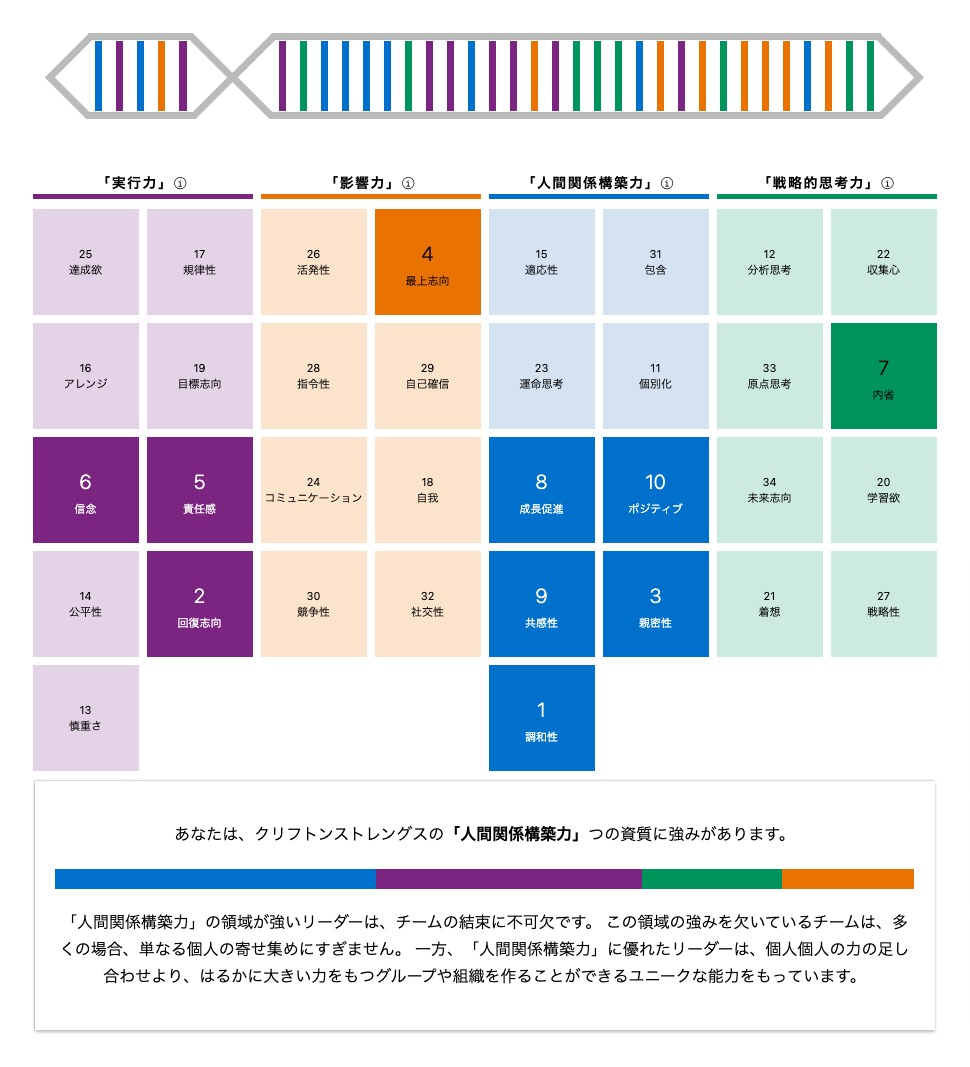 「実行力」ⓘ 「影響力」ⓘ 「人間関係構築力」ⓘ 「戦略的思考力」ⓘ
25 17 26 4 15 31 12 22
達成欲 規律性 活発性 最上志向 適応性 包含 分析思考 収集心
16 19 28 29 23 11 33 7
アレンジ 目標志向 指令性 自己確信 運命思考 個別化 原点思考 内省
6 5 24 18 8 10 34 20
信念 責任感 コミュニケーション 自我 成長促進 ポジティブ 未来志向 学習欲
14 2 30 32 9 3 21 27
公平性 回復志向 競争性 社交性 共感性 親密性 着想 戦略性
13 1
慎重さ 調和性
あなたは、クリフトンストレングスの「人間関係構築力」つの資質に強みがあります。
「人間関係構築力」の領域が強いリーダーは、チームの結束に不可欠です。 この領域の強みを欠いているチームは、多
くの場合、単なる個人の寄せ集めにすぎません。 一方、「人間関係構築力」に優れたリーダーは、個人個人の力の足し
合わせより、はるかに大きい力をもつグループや組織を作ることができるユニークな能力をもっています。